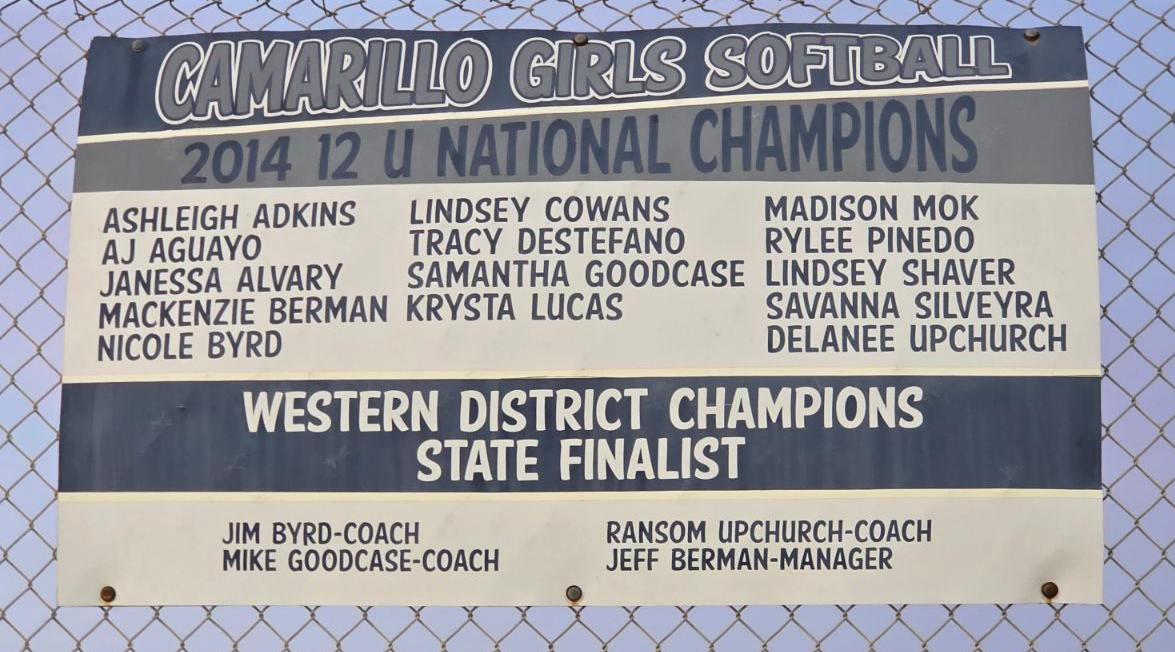 CAMARILLO GIRLS SOFTBALL
2014 12 U NATIONAL CHAMPIONS
ASHLEIGH ADKINS
AJ AGUAYO
JANESSA ALVARY
MACKENZIE BERMAN
NICOLE BYRD
LINDSEY COWANS
TRACY DESTEFANO
SAMANTHA GOODCASE
KRYSTA LUCAS
MADISON MOK
RYLEE PINEDO
LINDSEY SHAVER
SAVANNA SILVEYRA
DELANEE UPCHURCH
WESTERN DISTRICT CHAMPIONS
STATE FINALIST
JIM BYRD-COACH
MIKE GOODCASE-COACH
RANSOM UPCHURCH-COACH
JEFF BERMAN-MANAGER